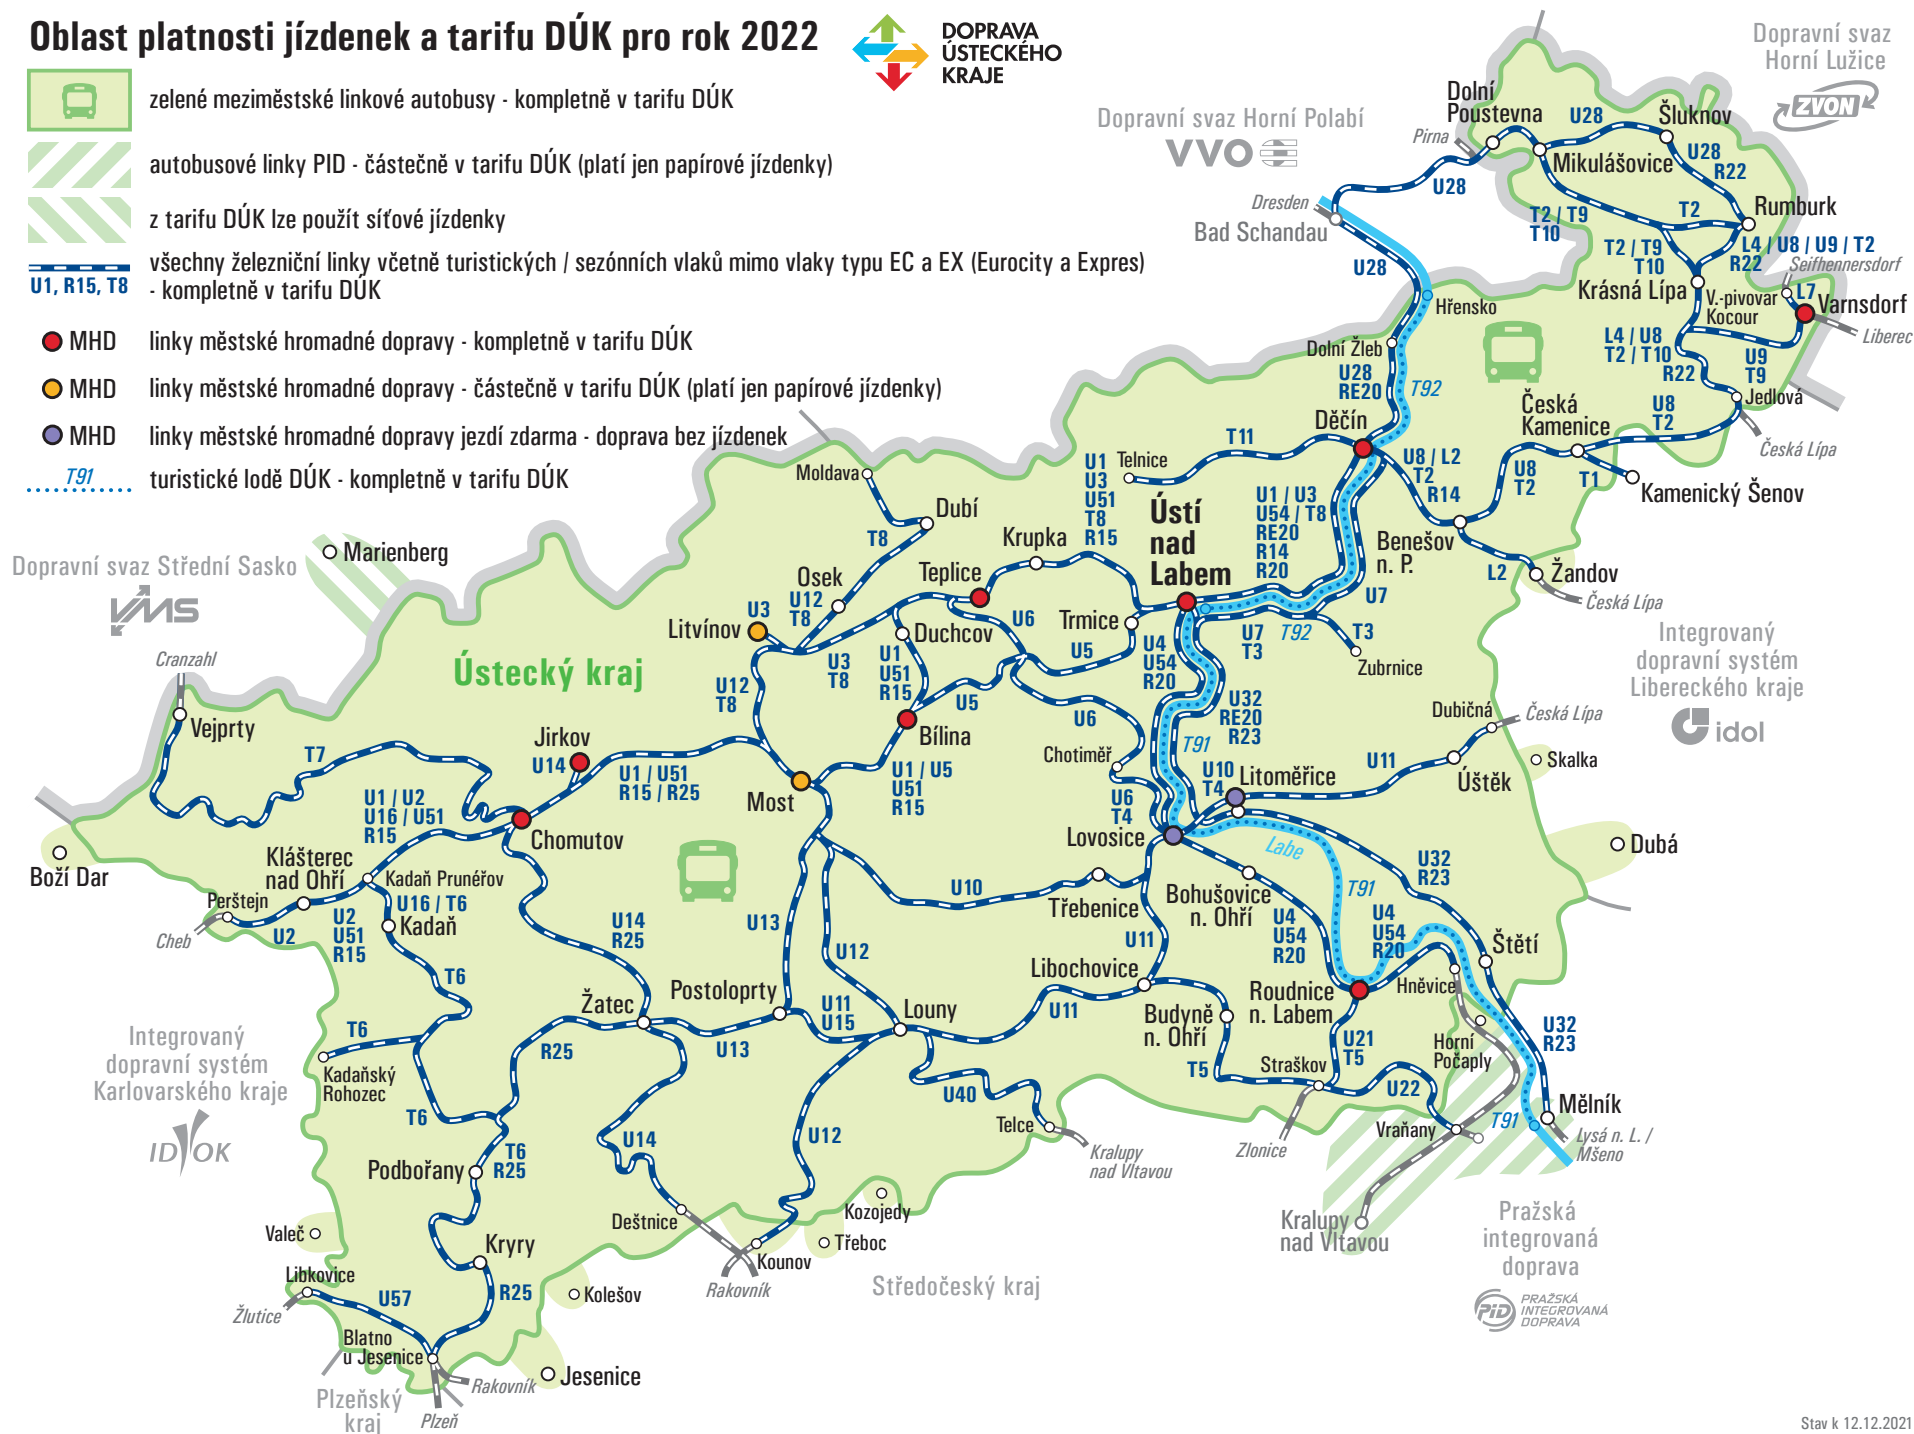 Oblast platnosti jízdenek a tarifu DÚK pro rok 2022
DOPRAVA
ÚSTECKÉHO
KRAJE
zelené meziměstské linkové autobusy - kompletně v tarifu DÚK
autobusové linky PID - částečně v tarifu DÚK (platí jen papírové jízdenky)
z tarifu DÚK lze použít síťové jízdenky
U1, R15, T8
všechny železniční linky včetně turistických / sezónních vlaků mimo vlaky typu EC a EX (Eurocity a Expres)
- kompletně v tarifu DÚK
MHD
linky městské hromadné dopravy - kompletně v tarifu DÚK
MHD
linky městské hromadné dopravy - částečně v tarifu DÚK (platí jen papírové jízdenky)
MHD
linky městské hromadné dopravy jezdí zdarma - doprava bez jízdenek
T91
turistické lodě DÚK - kompletně v tarifu DÚK
Dopravní svaz
Horní Lužice
ZVON
Dopravní svaz Horní Polabí
VVO
Pirna
Dolní
Poustevna
U28
Šluknov
Mikulášovice
U28
R22
U28
Dresden
Bad Schandau
T2 / T9
T10
T2
Rumburk
T2 / T9
T10
L4 / U8 / U9 / T2
R22
Seifhennersdorf
U28
Krásná Lípa
V.-pivovar
Kocour
L7
Varnsdorf
Liberec
Hřensko
Dolní Žleb
L4 / U8
T2 / T10
R22
U9
T9
U28
RE20
T92
Jedlová
Česká
Kamenice
U8
T2
Česká Lípa
Děčín
T11
Telnice
U8 / L2
T2
R14
U8
T2
T1
Kamenický Šenov
Moldava
U1
U3
U51
T8
R15
Ústí
nad
Labem
U1 / U3
U54 / T8
RE20
R14
R20
Dubí
T8
Krupka
Benešov
n. P.
L2
Žandov
Česká Lípa
Marienberg
Dopravní svaz Střední Sasko
VMS
Osek
U12
T8
Teplice
U3
Litvínov
Duchcov
U6
Trmice
U7
U7
T3
T92
T3
Zubrnice
Integrovaný
dopravní systém
Libereckého kraje
idol
Cranzahl
Ústecký kraj
U3
T8
U1
U51
R15
U5
U4
U54
R20
U12
T8
U5
U6
U32
RE20
R23
Vejprty
Jirkov
U14
Bílina
Chotiměř
T91
Dubičná
Česká Lípa
T7
U1 / U51
R15 / R25
Most
U1 / U5
U51
R15
U10
T4
Litoměřice
U11
Úštěk
Skalka
U1 / U2
U16 / U51
R15
Chomutov
U6
T4
Lovosice
Labe
Dubá
Boží Dar
Klášterec
nad Ohří
Kadaň Prunéřov
U16 / T6
Perštejn
Cheb
U2
U2
U51
R15
Kadaň
U14
R25
U10
Třebenice
Bohušovice
n. Ohří
T91
U32
R23
U13
U4
U54
R20
U4
U54
R20
Štětí
U12
U11
T6
Libochovice
Hněvice
Žatec
Postoloprty
U11
U15
Louny
U11
Budyně
n. Ohří
Roudnice
n. Labem
Horní
Počaply
U32
R23
Integrovaný
dopravní systém
Karlovarského kraje
IDOK
T6
R25
U13
U21
T5
Kadaňský
Rohozec
T5
Straškov
U22
U40
T6
Telce
Mělník
Vraňany
T91
Lysá n. L. /
Mšeno
Zlonice
Kralupy
nad Vltavou
U14
U12
T6
R25
Podbořany
Deštnice
Kozojedy
Třeboc
Kralupy
nad Vltavou
Pražská
integrovaná
doprava
PID
PRAŽSKÁ
INTEGROVANÁ
DOPRAVA
Valeč
Kryry
Kounov
Rakovník
Středočeský kraj
Libkovice
Žlutice
U57
R25
Kolešov
Blatno
u Jesenice
Jesenice
Rakovník
Plzeňský
kraj
Plzeň
Stav k 12.12.2021